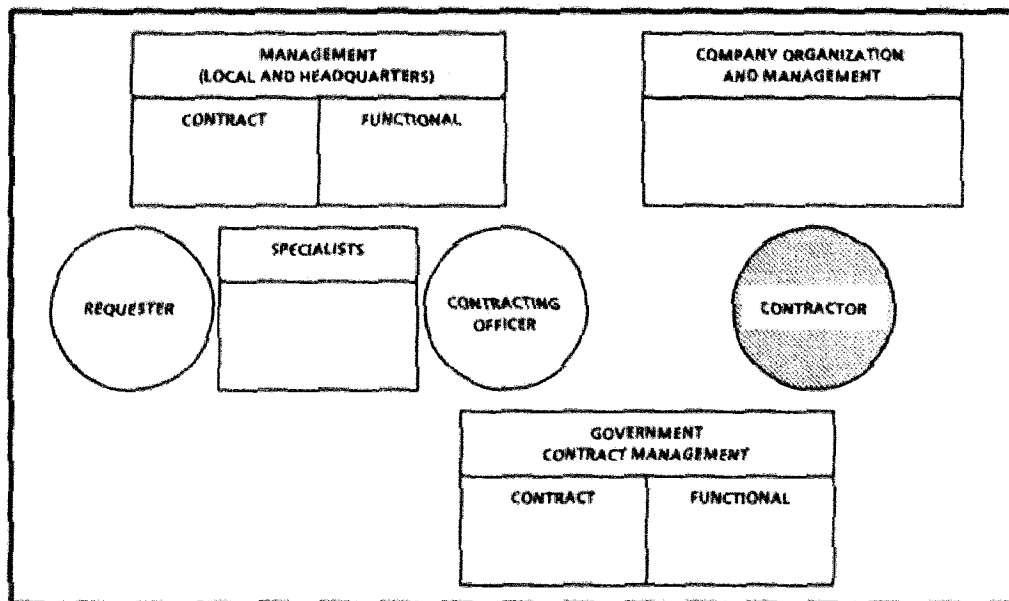 MANAGEMENT
(LOCAL AND HEADQUARTERS)
CONTRACT
FUNCTIONAL
COMPANY ORGANIZATION
AND MANAGEMENT
REQUESTER
SPECIALISTS
CONTRACTING
OFFICER
CONTRACTOR
GOVERNMENT
CONTRACT MANAGEMENT
CONTRACT
FUNCTIONAL